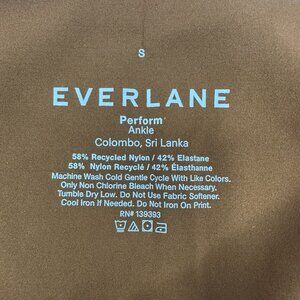 S
EVERLANE
Perform
Ankle
Colombo, Sri Lanka
58% Recycled Nylon / 42% Elastane
58% Nylon Recyclé / 42% Élasthanne
Machine Wash Cold Gentle Cycle With Like Colors.
Only Non Chlorine Bleach When Necessary.
Tumble Dry Low. Do Not Use Fabric Softener.
Cool Iron If Needed. Do Not Iron On Print.
RN# 139393